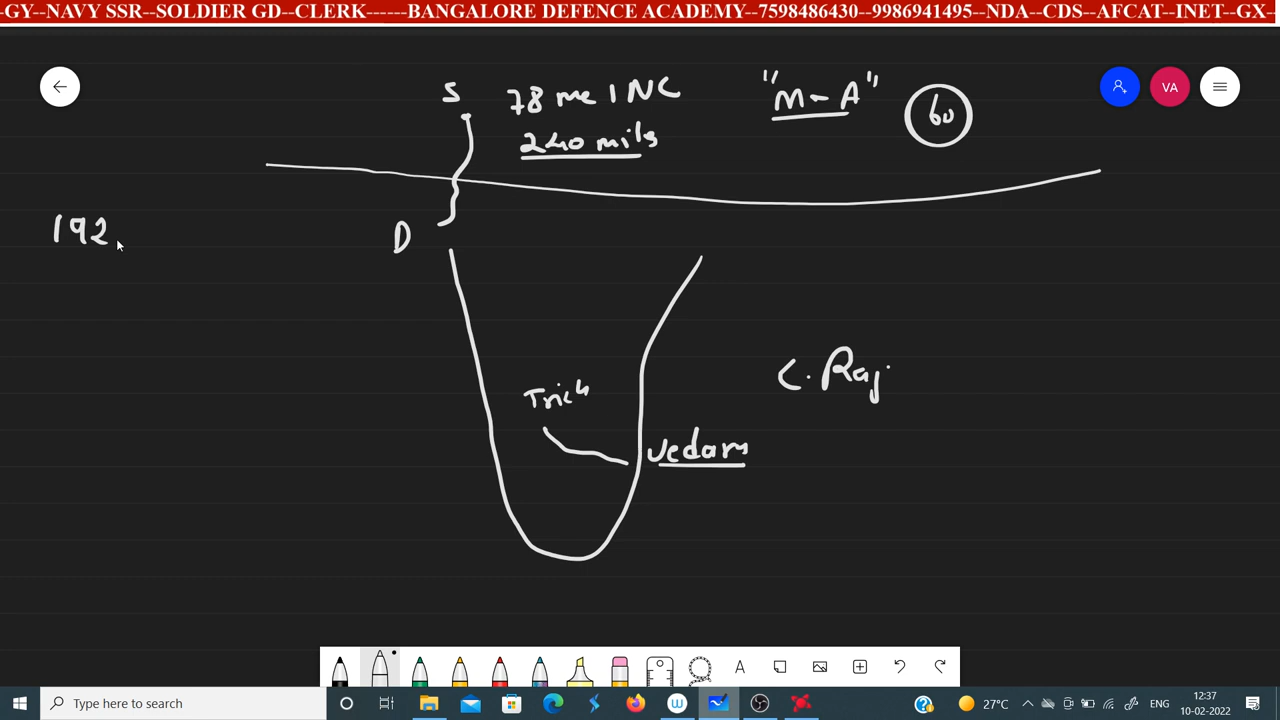 -GY--NAVY SSR--SOLDIER GD--CLERK------BANGALORE DEFENCE ACADEMY--7598486430--9986941495--NDA--CDS--AFCAT--INET--GX-
S 78 me INC "M-A" 60
240 mils
VA
192
D
C. Raj
Trich
Vedam
A
Type here to search
27°C
ENG
12:37
10-02-2022